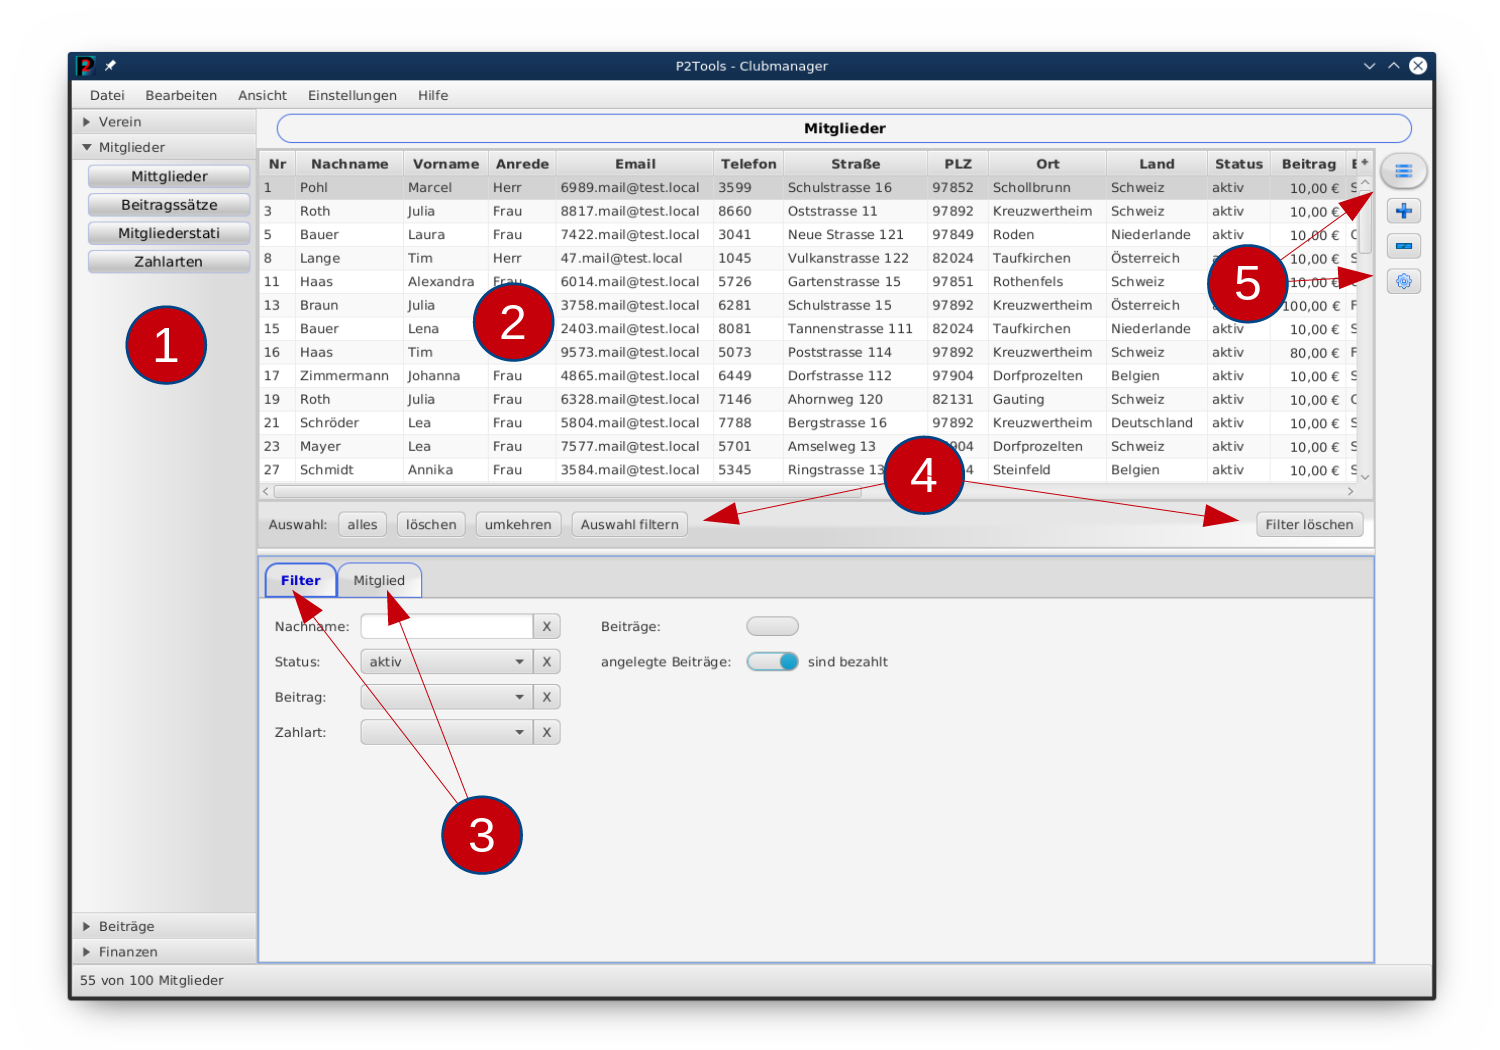 P2 P2Tools - Clubmanager
Datei Bearbeiten Ansicht Einstellungen Hilfe
Verein
Mitglieder
Mittglieder
Beitragssätze
Mitgliederstati
Zahlarten
1
Mitglieder
Nr Nachname Vorname Anrede Email Telefon Straße PLZ Ort Land Status Beitrag
1 Pohl Marcel Herr 6989.mail@test.local 3599 Schulstrasse 16 97852 Schollbrunn Schweiz aktiv 10,00 €
3 Roth Julia Frau 8817.mail@test.local 8660 Oststrasse 11 97892 Kreuzwertheim Schweiz aktiv 10,00 €
5 Bauer Laura Frau 7422.mail@test.local 3041 Neue Strasse 121 97849 Roden Niederlande aktiv 10,00 €
8 Lange Tim Herr 47.mail@test.local 1045 Vulkanstrasse 122 82024 Taufkirchen Österreich 10,00 €
11 Haas Alexandra Frau 6014.mail@test.local 5726 Gartenstrasse 15 97851 Rothenfels Schweiz 10,00 €
13 Braun Julia 3758.mail@test.local 6281 Schulstrasse 15 97892 Kreuzwertheim Österreich 100,00 €
15 Bauer Lena 2403.mail@test.local 8081 Tannenstrasse 111 82024 Taufkirchen Niederlande aktiv 10,00 €
16 Haas Tim 9573.mail@test.local 5073 Poststrasse 114 97892 Kreuzwertheim Schweiz aktiv 80,00 €
17 Zimmermann Johanna Frau 4865.mail@test.local 6449 Dorfstrasse 112 97904 Dorfprozelten Belgien aktiv 10,00 €
19 Roth Julia Frau 6328.mail@test.local 7146 Ahornweg 120 82131 Gauting Schweiz aktiv 10,00 €
21 Schröder Lea Frau 5804.mail@test.local 7788 Bergstrasse 16 97892 Kreuzwertheim Deutschland aktiv 10,00 €
23 Mayer Lea Frau 7577.mail@test.local 5701 Amselweg 13 904 Dorfprozelten Schweiz aktiv 10,00 €
27 Schmidt Annika Frau 3584.mail@test.local 5345 Ringstrasse 13 4 Steinfeld Belgien aktiv 10,00 €
2
5
4
Auswahl: alles löschen umkehren Auswahl filtern Filter löschen
Filter Mitglied
Nachname: X Beiträge:
Status: aktiv X angelegte Beiträge: sind bezahlt
Beitrag: X
Zahlart: X
3
Beiträge
Finanzen
55 von 100 Mitglieder